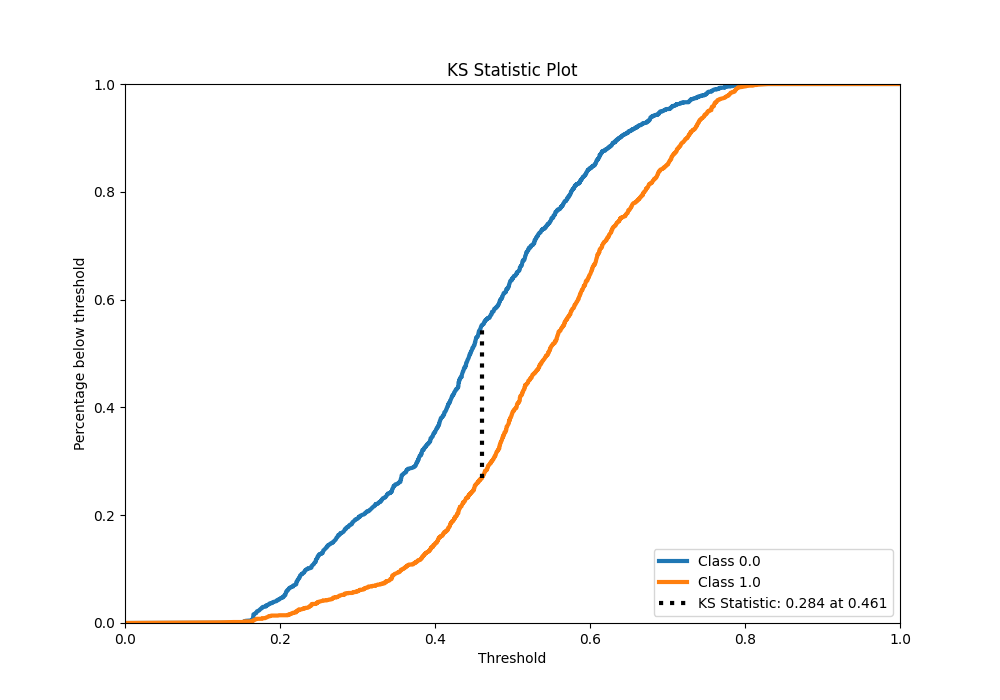 KS Statistic Plot
1.0
0.8
0.6
0.4
0.2
0.0
Percentage below threshold
0.0 0.2 0.4 0.6 0.8 1.0
Threshold
Class 0.0
Class 1.0
KS Statistic: 0.284 at 0.461